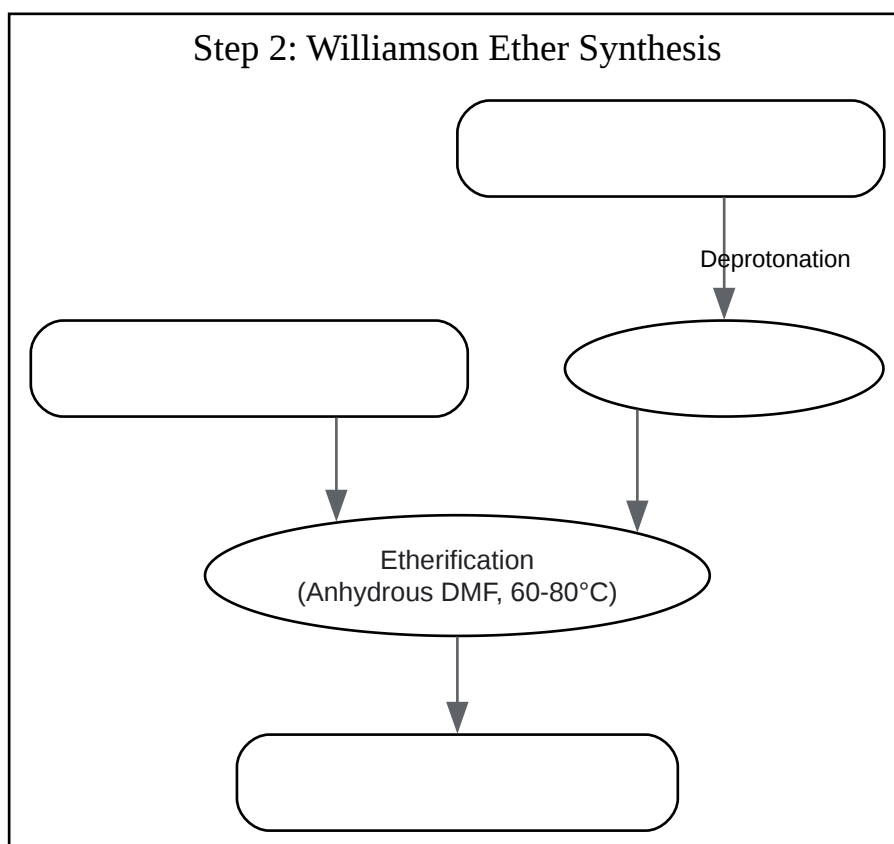 Step 2: Williamson Ether Synthesis
Deprotonation
Etherification
(Anhydrous DMF, 60-80°C)